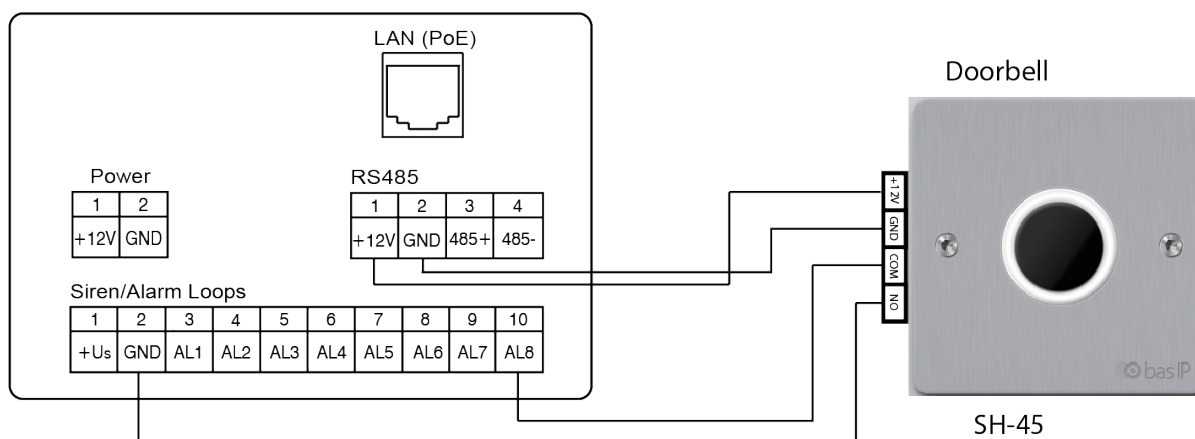 LAN (PoE)
Doorbell
Power
1 2
+12V GND
RS485
1 2 3 4
+12V GND 485+ 485-
+12V
GND
COM
NO
Siren/Alarm Loops
1 2 3 4 5 6 7 8 9 10
+Us GND AL1 AL2 AL3 AL4 AL5 AL6 AL7 AL8
bas IP
SH-45